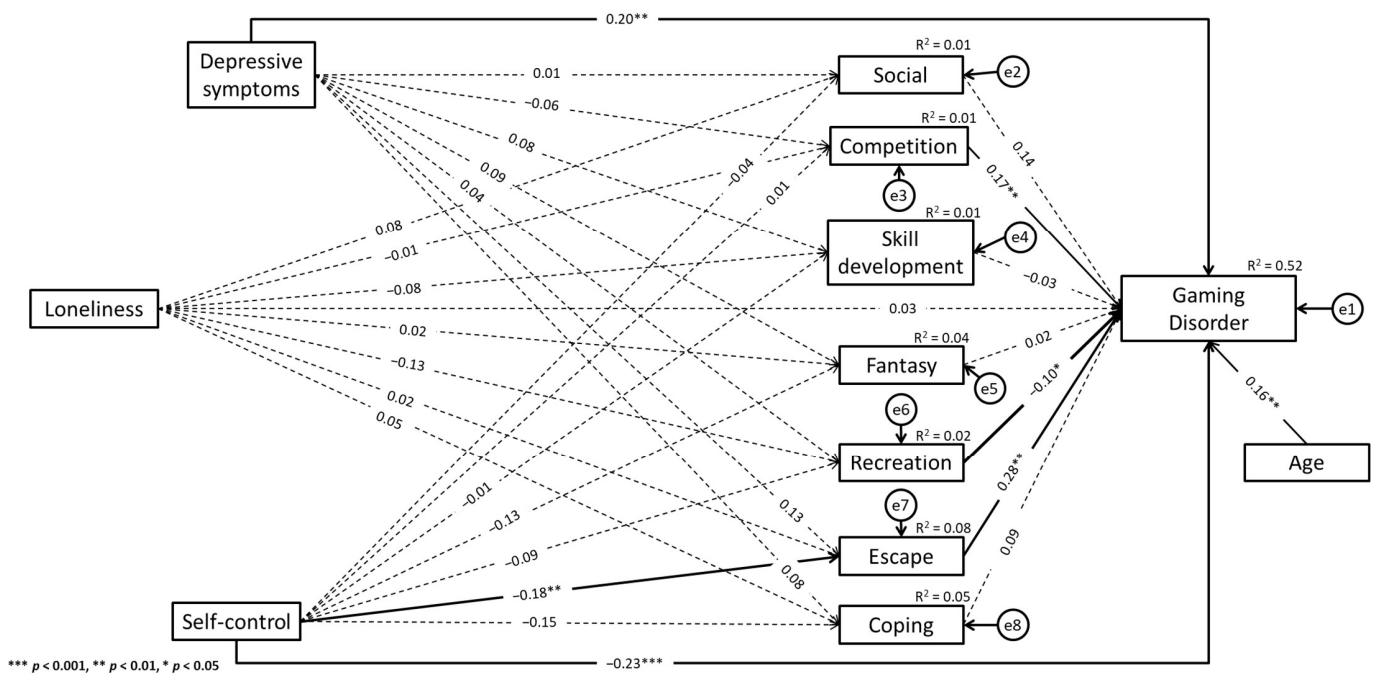 0.20**
Depressive
symptoms
R² = 0.01
Social
e2
0.01
−0.06
R² = 0.01
Competition
e3
0.08
0.09
0.04
−0.04
0.01
0.14
0.17**
R² = 0.01
Skill
development
e4
−0.03
0.08
−0.01
−0.08
Loneliness
0.03
R² = 0.52
Gaming
Disorder
e1
0.02
−0.13
0.02
0.05
R² = 0.04
Fantasy
e5
0.02
−0.10*
0.16**
Age
e6
R² = 0.02
Recreation
−0.01
−0.13
−0.09
0.13
0.08
0.28**
0.09
e7
R² = 0.08
Escape
−0.18**
R² = 0.05
Coping
e8
Self-control
−0.15
−0.23***
*** p < 0.001, ** p < 0.01, * p < 0.05